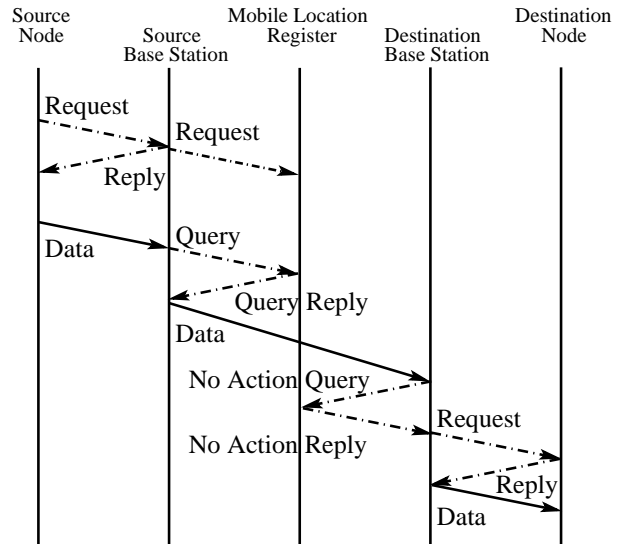 Source
Node
Source
Base Station
Mobile Location
Register
Destination
Base Station
Destination
Node
Request
Request
Reply
Data
Query
Query Reply
Data
No Action Query
Request
No Action Reply
Reply
Data